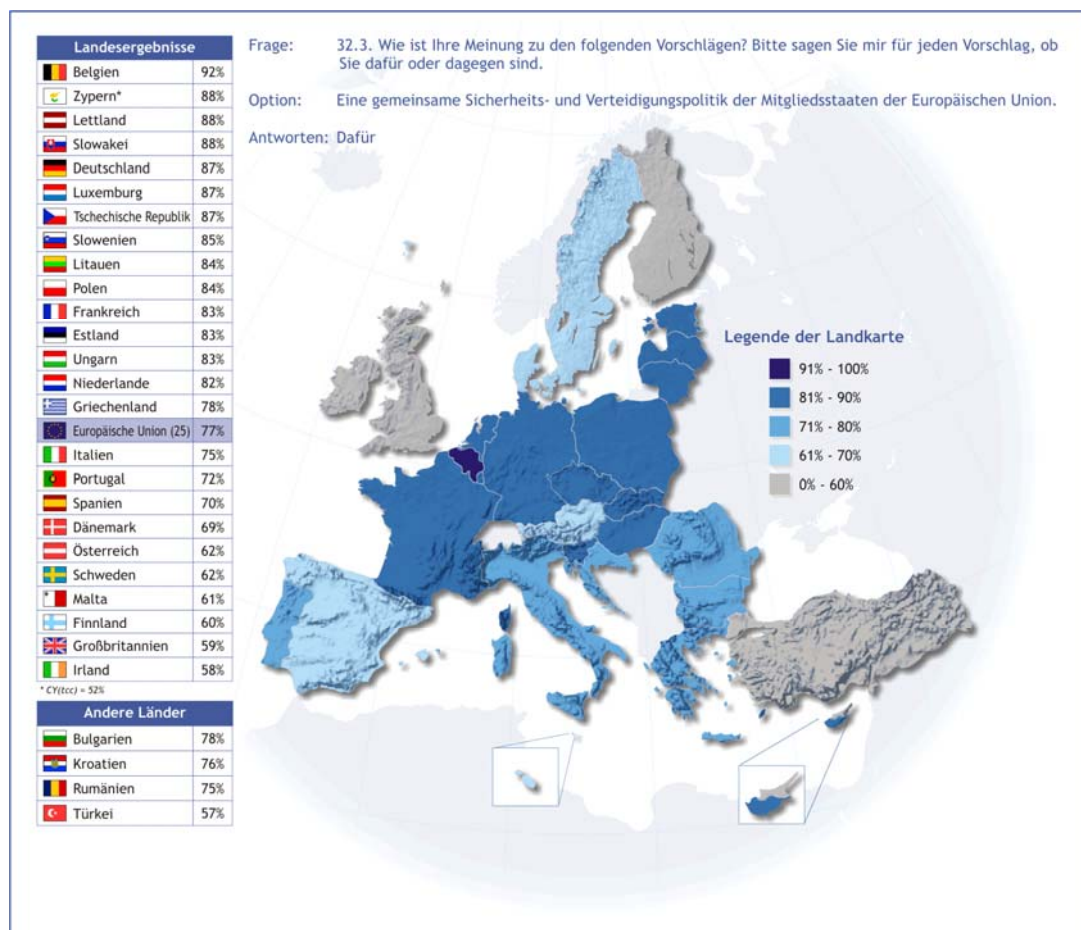 Landesergebnisse
Belgien 92%
Zypern* 88%
Lettland 88%
Slowakei 88%
Deutschland 87%
Luxemburg 87%
Tschechische Republik 87%
Slowenien 85%
Litauen 84%
Polen 84%
Frankreich 83%
Estland 83%
Ungarn 83%
Niederlande 82%
Griechenland 78%
Europäische Union (25) 77%
Italien 75%
Portugal 72%
Spanien 70%
Dänemark 69%
Österreich 62%
Schweden 62%
Malta 61%
Finnland 60%
Großbritannien 59%
Irland 58%
* CY(tcc) = 52%
Andere Länder
Bulgarien 78%
Kroatien 76%
Rumänien 75%
Türkei 57%
Frage: 32.3. Wie ist Ihre Meinung zu den folgenden Vorschlägen? Bitte sagen Sie mir für jeden Vorschlag, ob
Sie dafür oder dagegen sind.
Option: Eine gemeinsame Sicherheits- und Verteidigungspolitik der Mitgliedsstaaten der Europäischen Union.
Antworten: Dafür
Legende der Landkarte
91% - 100%
81% - 90%
71% - 80%
61% - 70%
0% - 60%